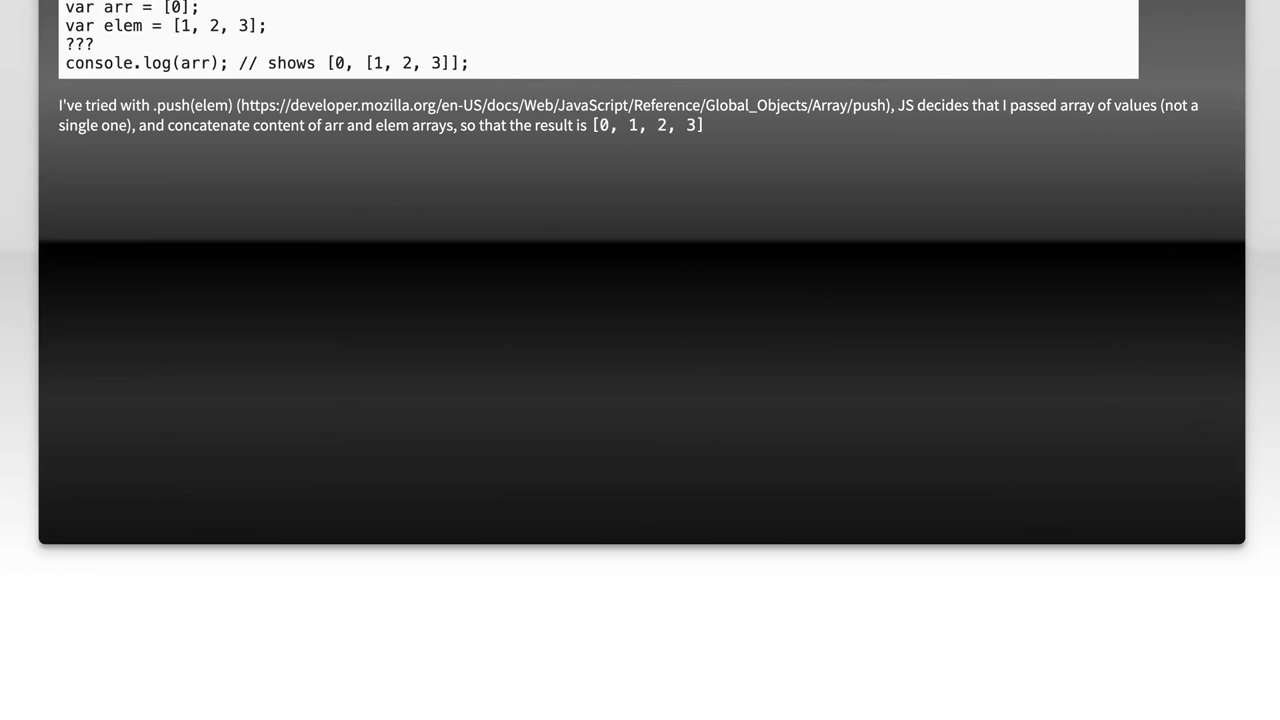 var arr = [0];
var elem = [1, 2, 3];
???
console.log(arr); // shows [0, [1, 2, 3]];
I've tried with .push(elem) (https://developer.mozilla.org/en-US/docs/Web/JavaScript/Reference/Global_Objects/Array/push), JS decides that I passed array of values (not a
single one), and concatenate content of arr and elem arrays, so that the result is [0, 1, 2, 3]